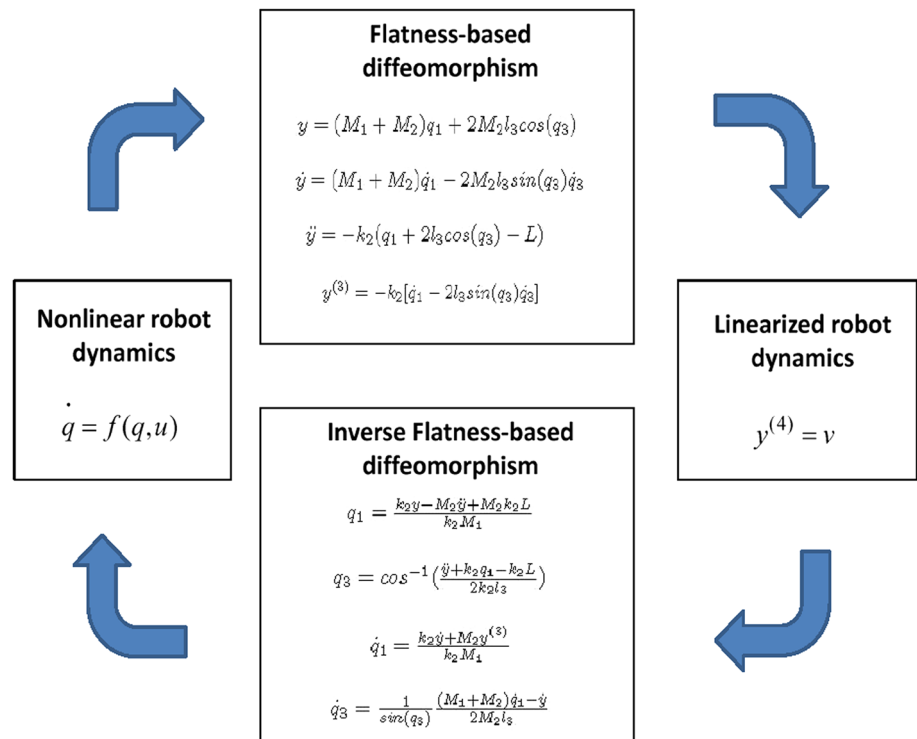 Flatness-based
diffeomorphism
y = (M₁ + M₂)q₁ + 2M₂l₃cos(q₃)
ẏ = (M₁ + M₂)q̇₁ − 2M₂l₃sin(q₃)q̇₃
ÿ = −k₂(q₁ + 2l₃cos(q₃) − L)
y⁽³⁾ = −k₂[q̇₁ − 2l₃sin(q₃)q̇₃]
Nonlinear robot
dynamics
q̇ = f(q,u)
Linearized robot
dynamics
y⁽⁴⁾ = v
Inverse Flatness-based
diffeomorphism
q₁ = (k₂y−M₂ÿ+M₂k₂L)/(k₂M₁)
q₃ = cos⁻¹((ÿ+k₂q₁−k₂L)/(2k₂l₃))
q̇₁ = (k₂ẏ+M₂y⁽³⁾)/(k₂M₁)
q̇₃ = 1/sin(q₃) ((M₁+M₂)q̇₁−ẏ)/(2M₂l₃)